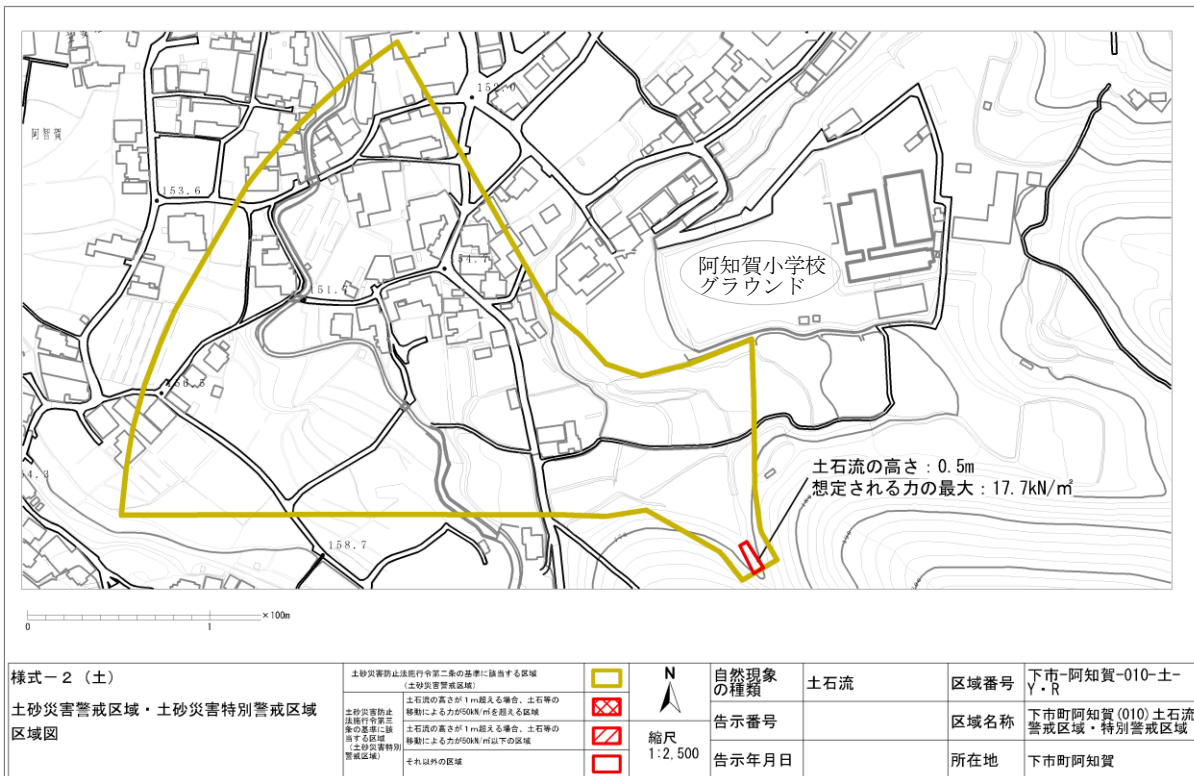 阿智賀
152.0
153.6
阿知賀小学校
グラウンド
154.7
151.4
156.5
土石流の高さ：0.5m
想定される力の最大：17.7kN/㎡
54.3
158.7
×100m
0
1
様式－２（土）
土砂災害警戒区域・土砂災害特別警戒区域
区域図
土砂災害防止法施行令第二条の基準に該当する区域
（土砂災害警戒区域）
土砂災害防止
法施行令第三
条の基準に該
当する区域
（土砂災害特別
警戒区域）
土石流の高さが１ｍ超える場合、土石等の
移動による力が50kN/㎡を超える区域
土石流の高さが１ｍ超える場合、土石等の
移動による力が50kN/㎡以下の区域
それ以外の区域
N
縮尺
1:2,500
自然現象
の種類
土石流
告示番号
告示年月日
区域番号
下市-阿知賀-010-土-
Y・R
区域名称
下市町阿知賀(010)土石流
警戒区域・特別警戒区域
所在地
下市町阿知賀